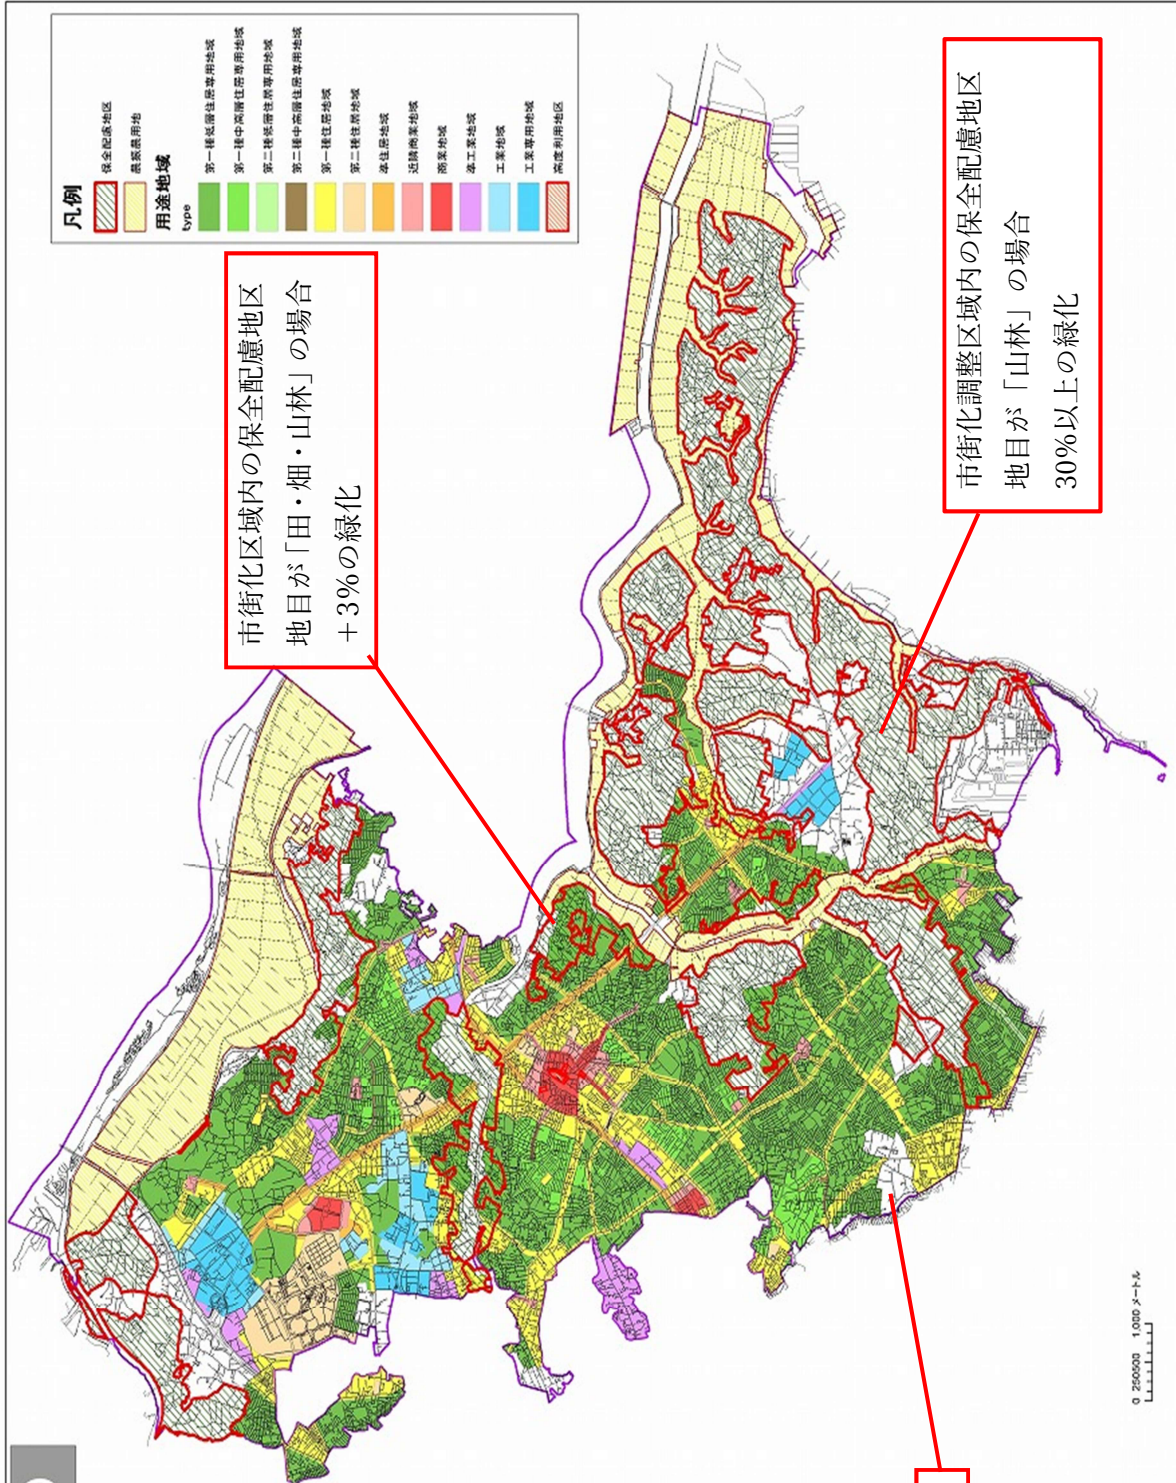 凡例
保全配慮地区
農振農用地
用途地域
type
第一種低層住居専用地域
第一種中高層住居専用地域
第二種低層住居専用地域
第二種中高層住居専用地域
第一種住居地域
第二種住居地域
準住居地域
近隣商業地域
商業地域
準工業地域
工業地域
工業専用地域
高度利用地区
市街化区域内の保全配慮地区
地目が「田・畑・山林」の場合
＋3%の緑化
市街化調整区域内の保全配慮地区
地目が「山林」の場合
30%以上の緑化
0 250500 1,000 メートル